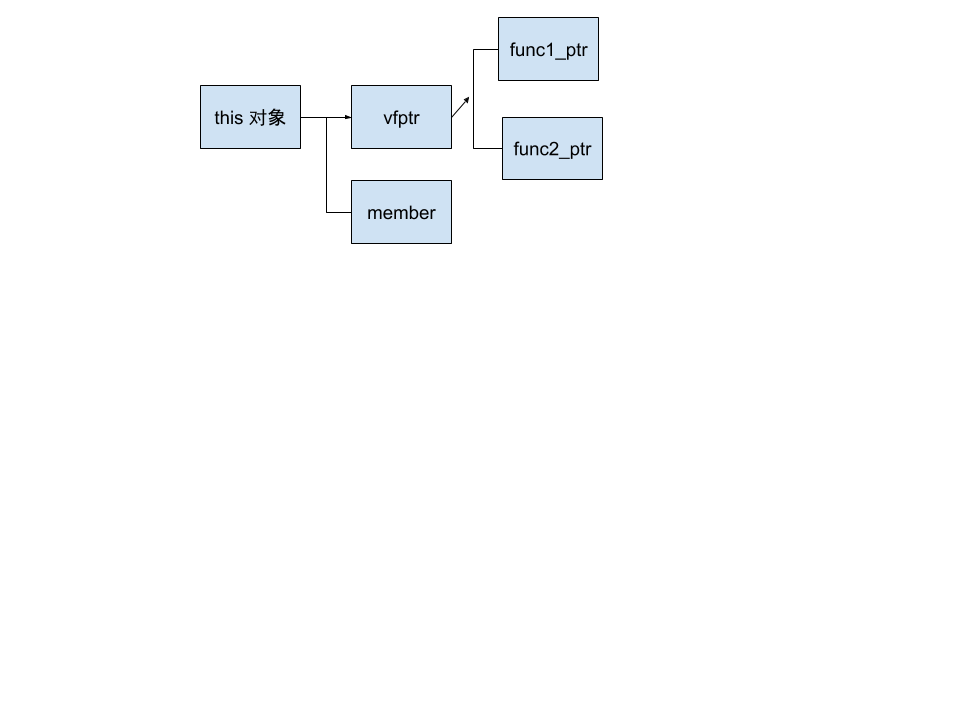 func1_ptr
this 对象
vfptr
func2_ptr
member